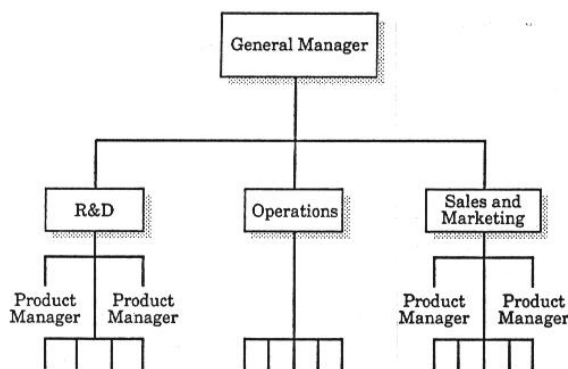 General Manager
R&D
Operations
Sales and
Marketing
Product
Manager
Product
Manager
Product
Manager
Product
Manager